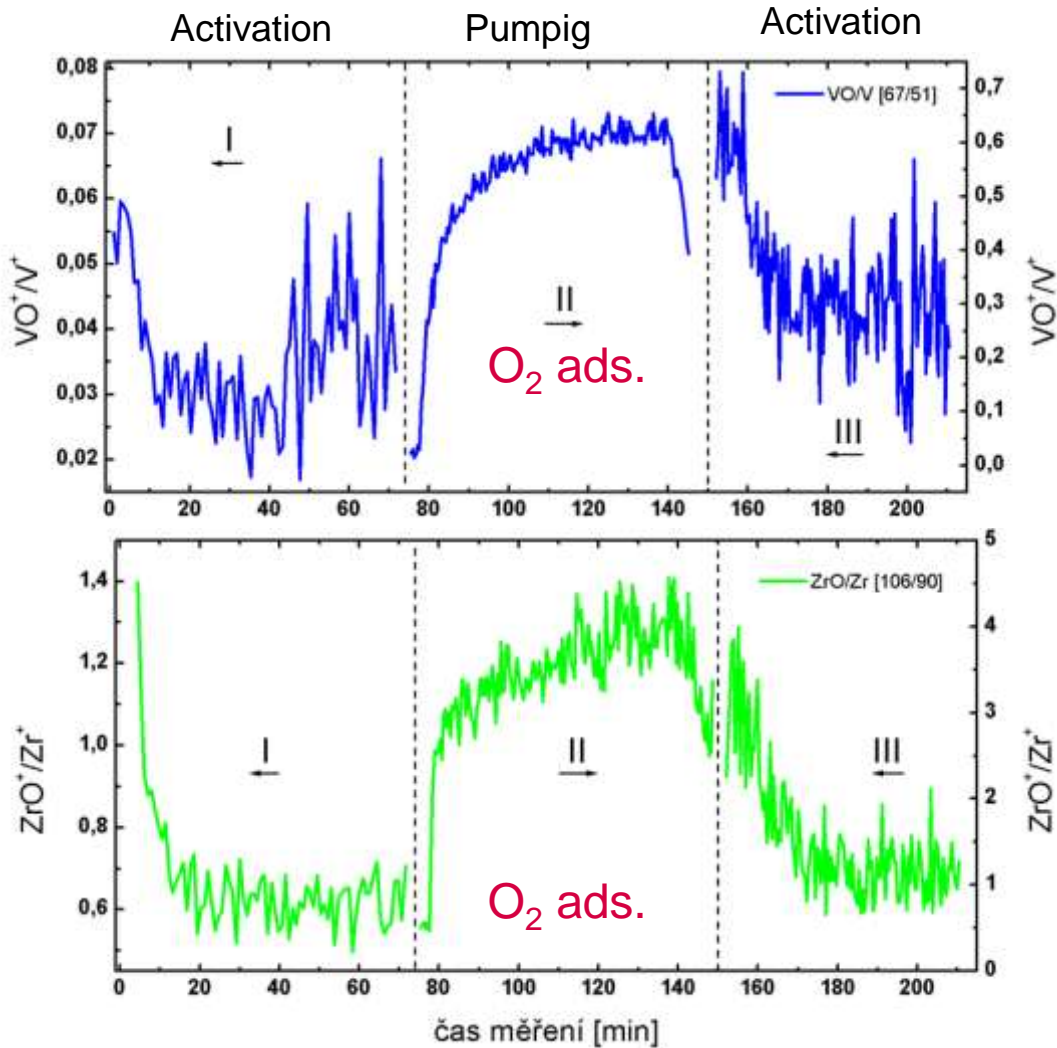 Activation Pumpig Activation
0,08
0,07
0,06
0,05
0,04
0,03
0,02
VO⁺/V⁺
0,7
0,6
0,5
0,4
0,3
0,2
0,1
0,0
VO⁺/V⁺
VO/V [67/51]
I
II
III
O₂ ads.
0 20 40 60 80 100 120 140 160 180 200
1,4
1,2
1,0
0,8
0,6
ZrO⁺/Zr⁺
5
4
3
2
1
0
ZrO⁺/Zr⁺
ZrO/Zr [106/90]
I II III
O₂ ads.
0 20 40 60 80 100 120 140 160 180 200
čas měření [min]